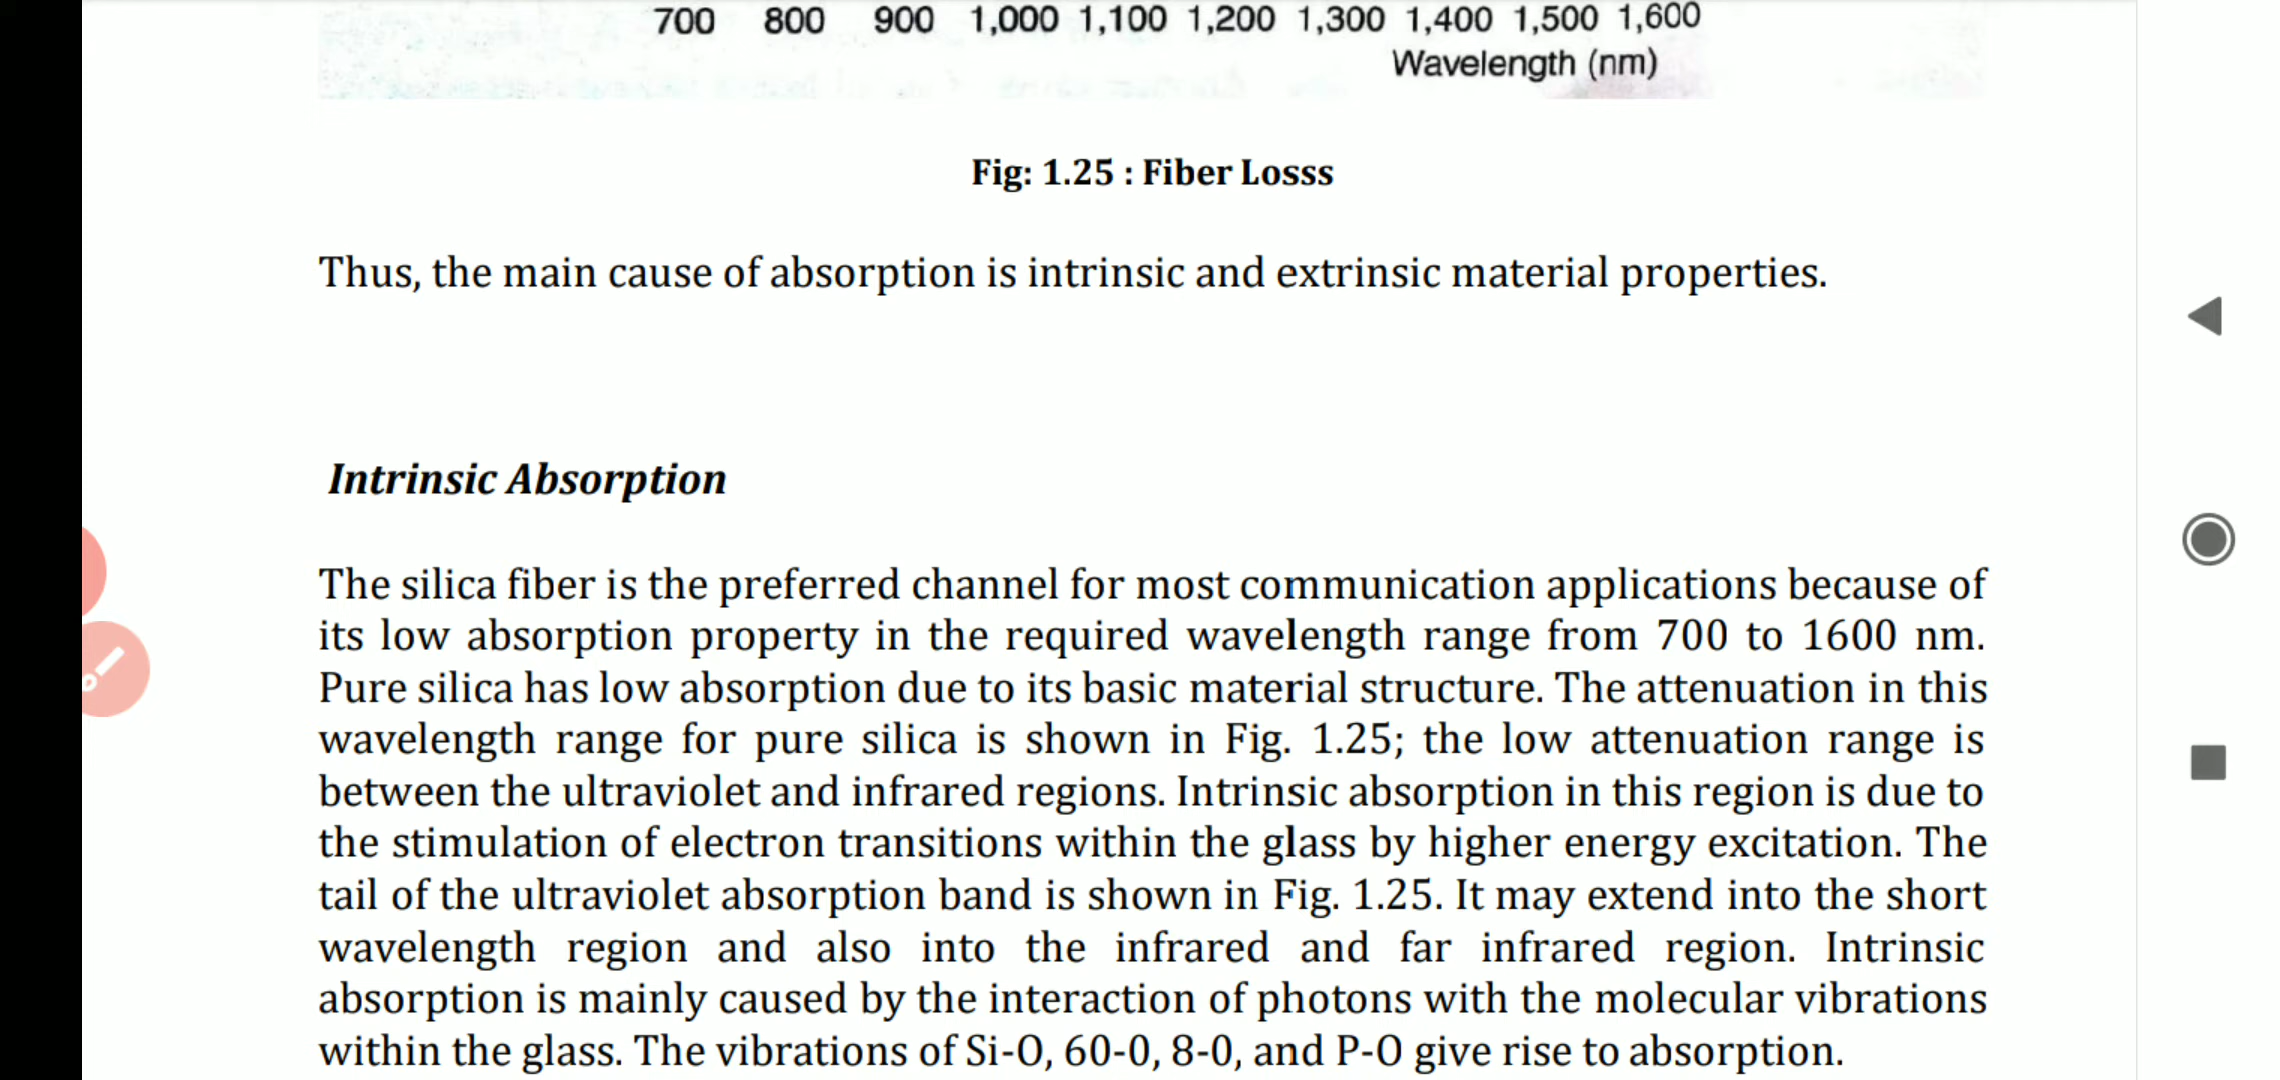 700 800 900 1,000 1,100 1,200 1,300 1,400 1,500 1,600
Wavelength (nm)
Fig: 1.25 : Fiber Losss
Thus, the main cause of absorption is intrinsic and extrinsic material properties.
Intrinsic Absorption
The silica fiber is the preferred channel for most communication applications because of
its low absorption property in the required wavelength range from 700 to 1600 nm.
Pure silica has low absorption due to its basic material structure. The attenuation in this
wavelength range for pure silica is shown in Fig. 1.25; the low attenuation range is
between the ultraviolet and infrared regions. Intrinsic absorption in this region is due to
the stimulation of electron transitions within the glass by higher energy excitation. The
tail of the ultraviolet absorption band is shown in Fig. 1.25. It may extend into the short
wavelength region and also into the infrared and far infrared region. Intrinsic
absorption is mainly caused by the interaction of photons with the molecular vibrations
within the glass. The vibrations of Si-O, 60-0, 8-0, and P-O give rise to absorption.